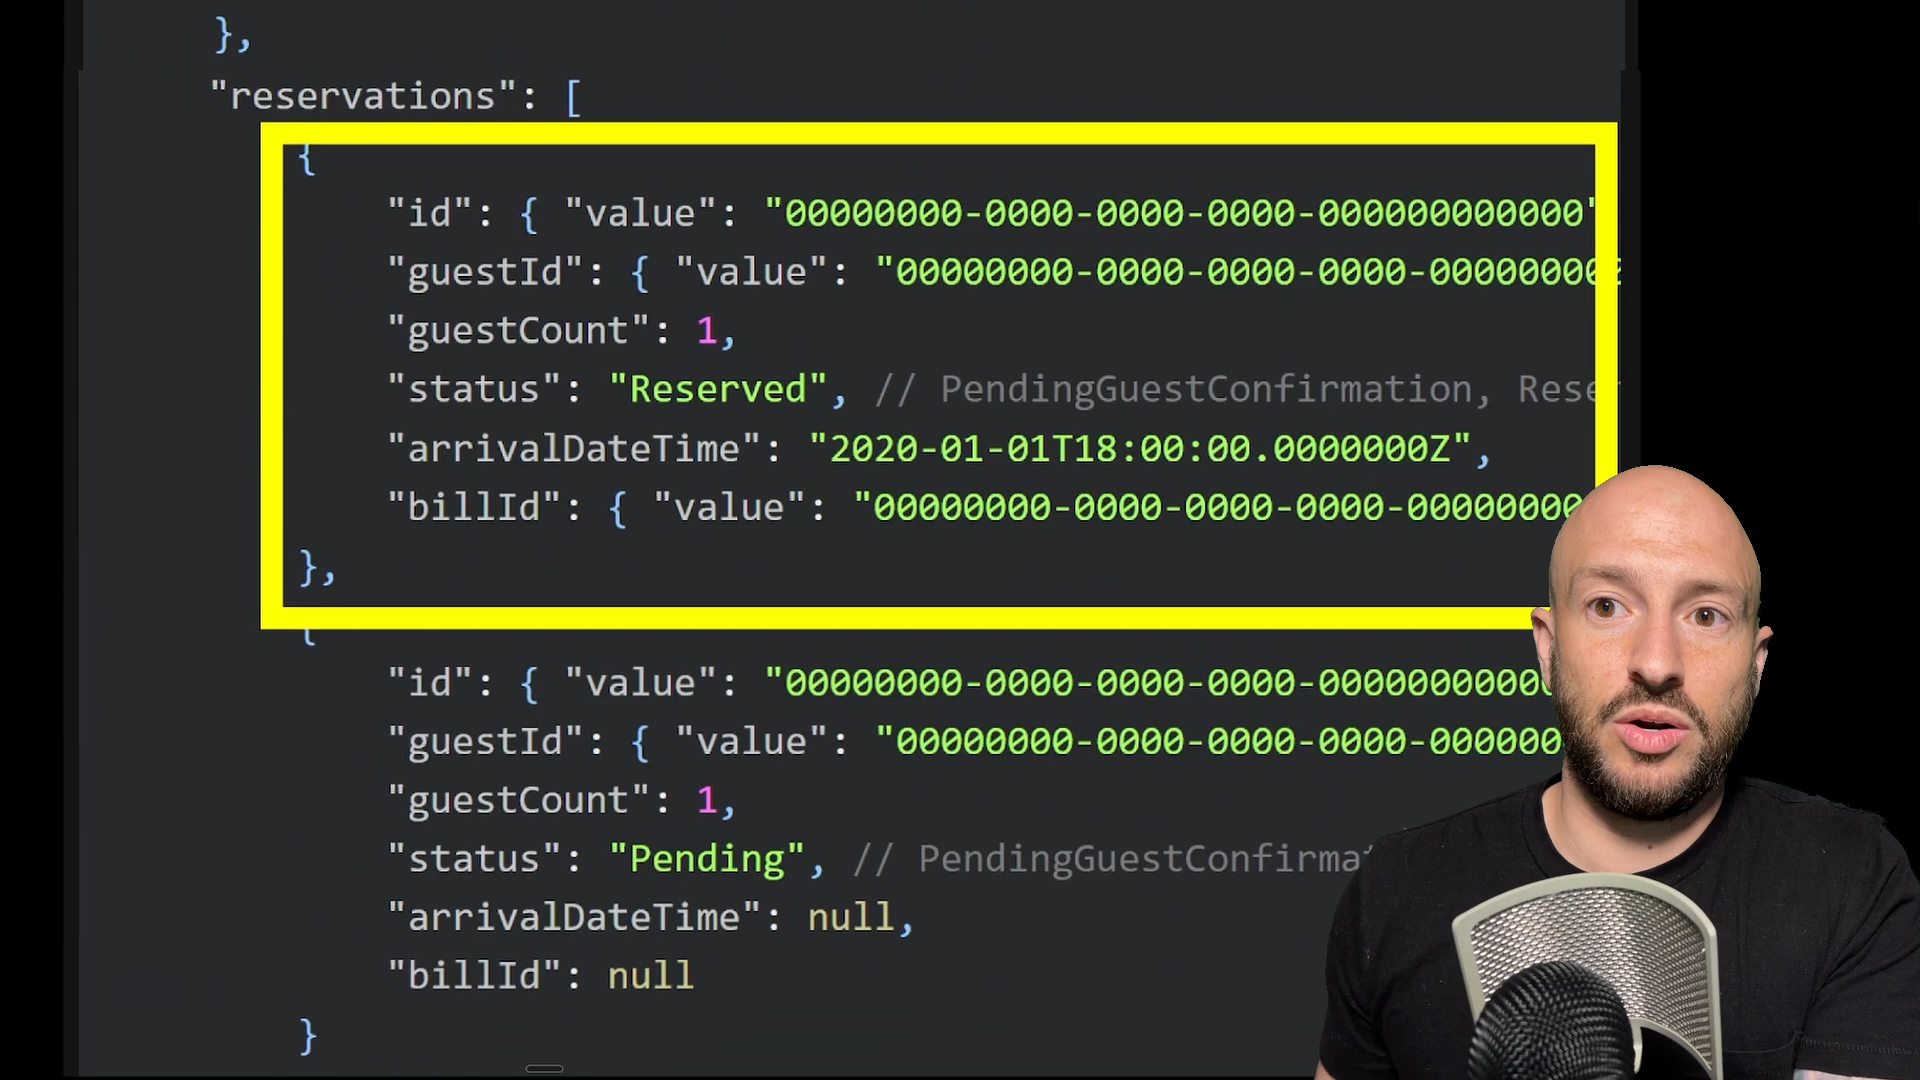 },
"reservations": [
{
"id": { "value": "00000000-0000-0000-0000-000000000000"
"guestId": { "value": "00000000-0000-0000-0000-000000000
"guestCount": 1,
"status": "Reserved", // PendingGuestConfirmation, Rese
"arrivalDateTime": "2020-01-01T18:00:00.0000000Z",
"billId": { "value": "00000000-0000-0000-0000-00000000
},
{
"id": { "value": "00000000-0000-0000-0000-00000000000
"guestId": { "value": "00000000-0000-0000-0000-000000
"guestCount": 1,
"status": "Pending", // PendingGuestConfirma
"arrivalDateTime": null,
"billId": null
}